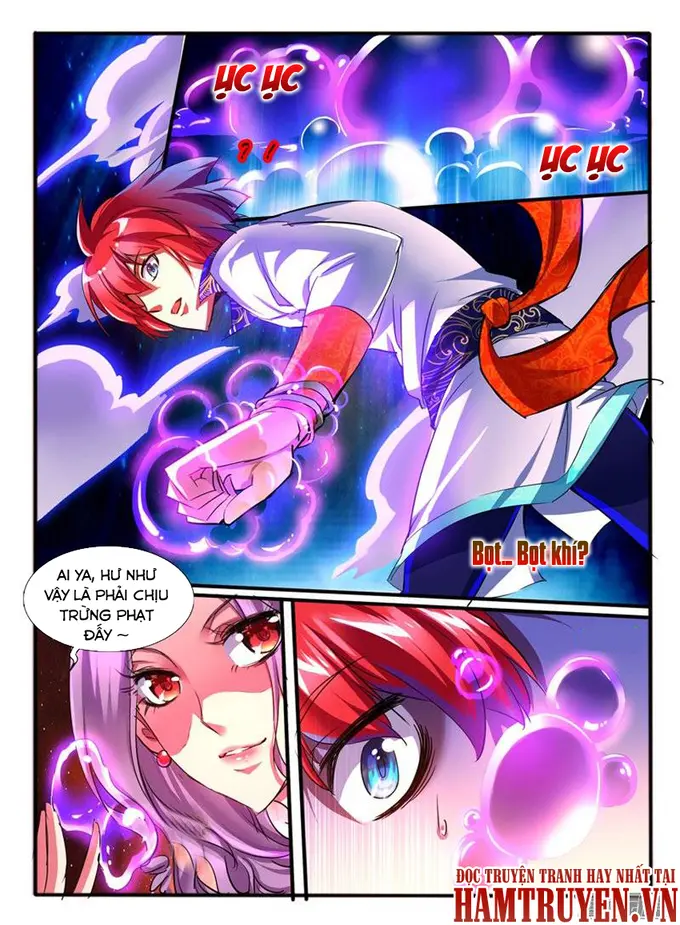 ỤC ỤC
? !
ỤC ỤC
BỌT... BỌT KHÍ?
AI YA, HƯ NHƯ
VẬY LÀ PHẢI CHỊU
TRỪNG PHẠT
ĐẤY ~
ĐỌC TRUYỆN TRANH HAY NHẤT TẠI
HAMTRUYEN.VN